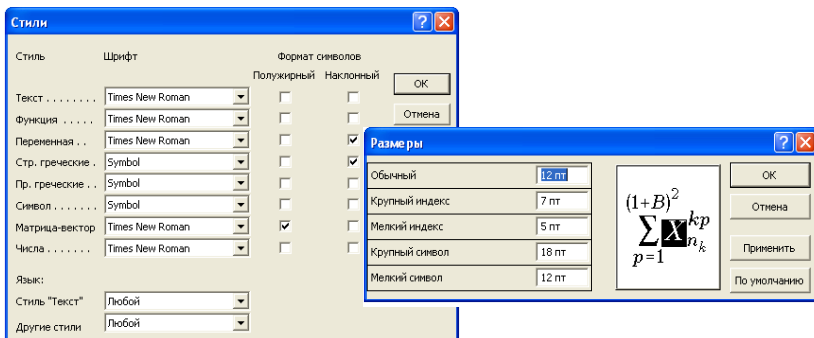 Стили
Стиль Шрифт Формат символов
Полужирный Наклонный
OK
Текст . . . . . . . . Times New Roman
Отмена
Функция . . . . . Times New Roman
Переменная . . Times New Roman
Стр. греческие . Symbol
Пр. греческие . . Symbol
Символ . . . . . . . Symbol
Матрица-вектор Times New Roman
Числа . . . . . . . Times New Roman
Язык:
Стиль "Текст" Любой
Другие стили Любой
Размеры
Обычный 12 пт
Крупный индекс 7 пт
Мелкий индекс 5 пт
Крупный символ 18 пт
Мелкий символ 12 пт
(1+B)²
∑ X kp n k
p=1
OK
Отмена
Применить
По умолчанию